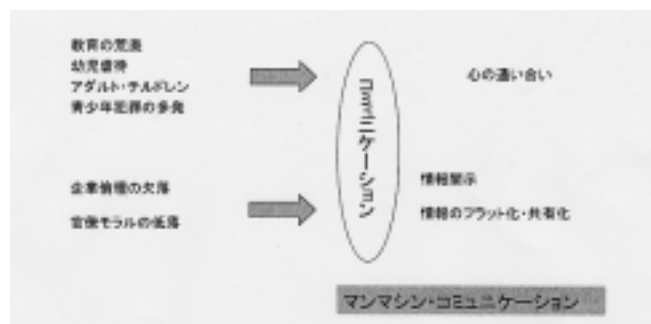 教育の荒廃
幼児虐待
アダルト・チルドレン
青少年犯罪の多発
企業倫理の欠落
官僚モラルの低落
コミュニケーション
心の通い合い
情報開示
情報のフラット化・共有化
マンマシン・コミュニケーション